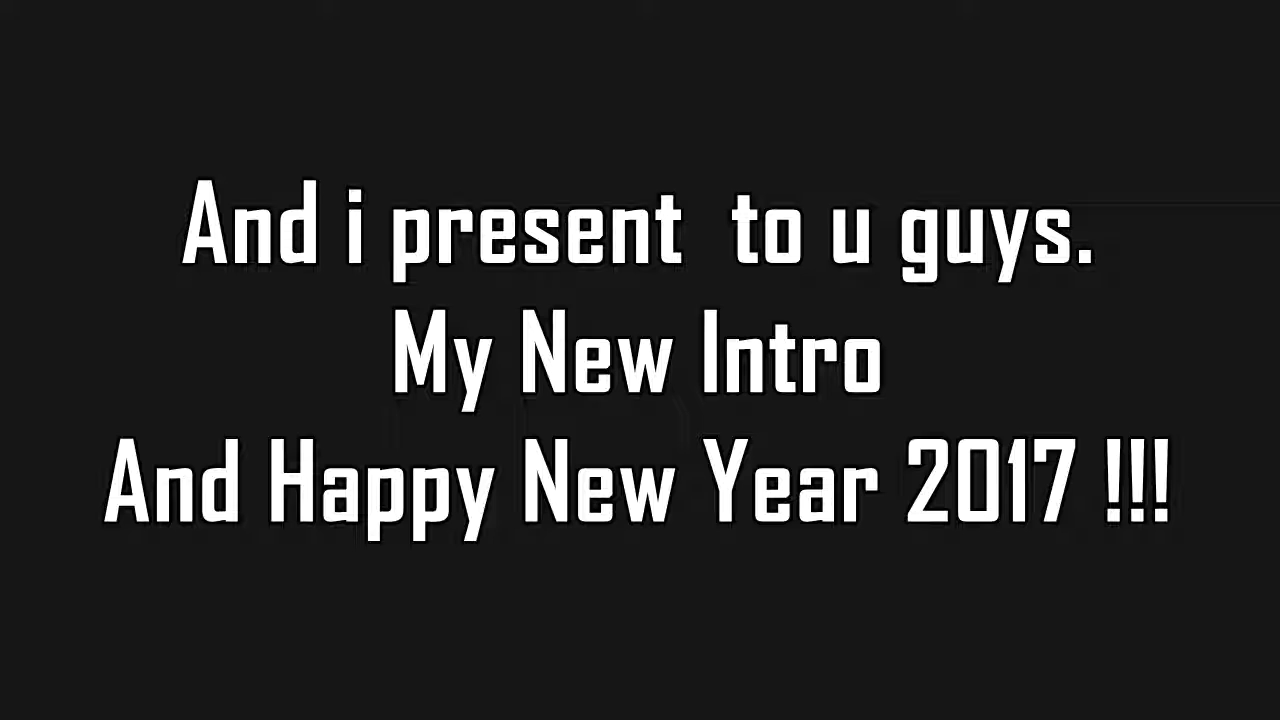 And i present  to u guys.
My New Intro
And Happy New Year 2017 !!!